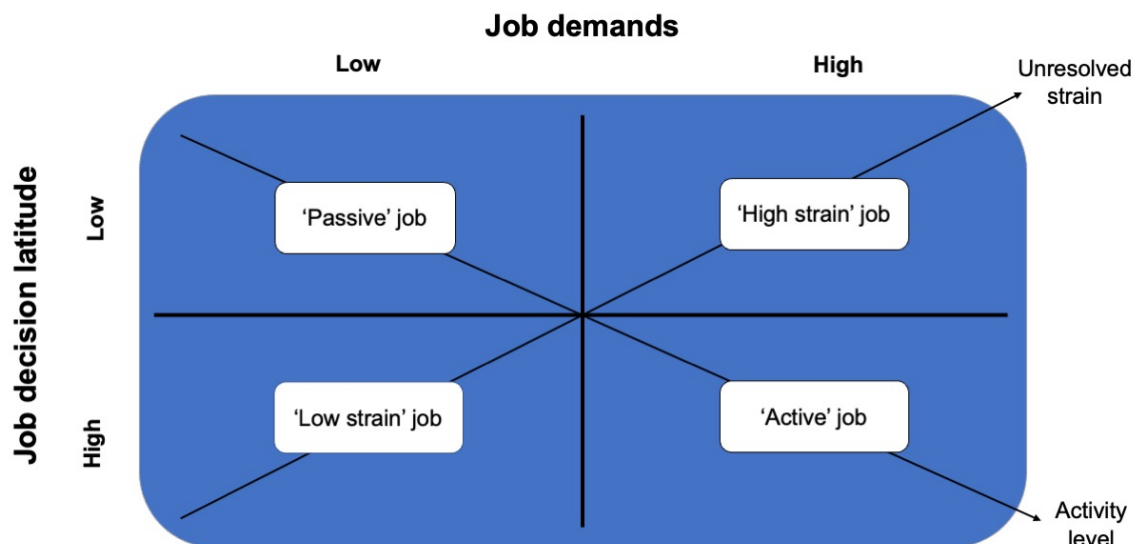 Job demands
Low
High
Unresolved
strain
Job decision latitude
Low
‘Passive’ job
‘High strain’ job
High
‘Low strain’ job
‘Active’ job
Activity
level